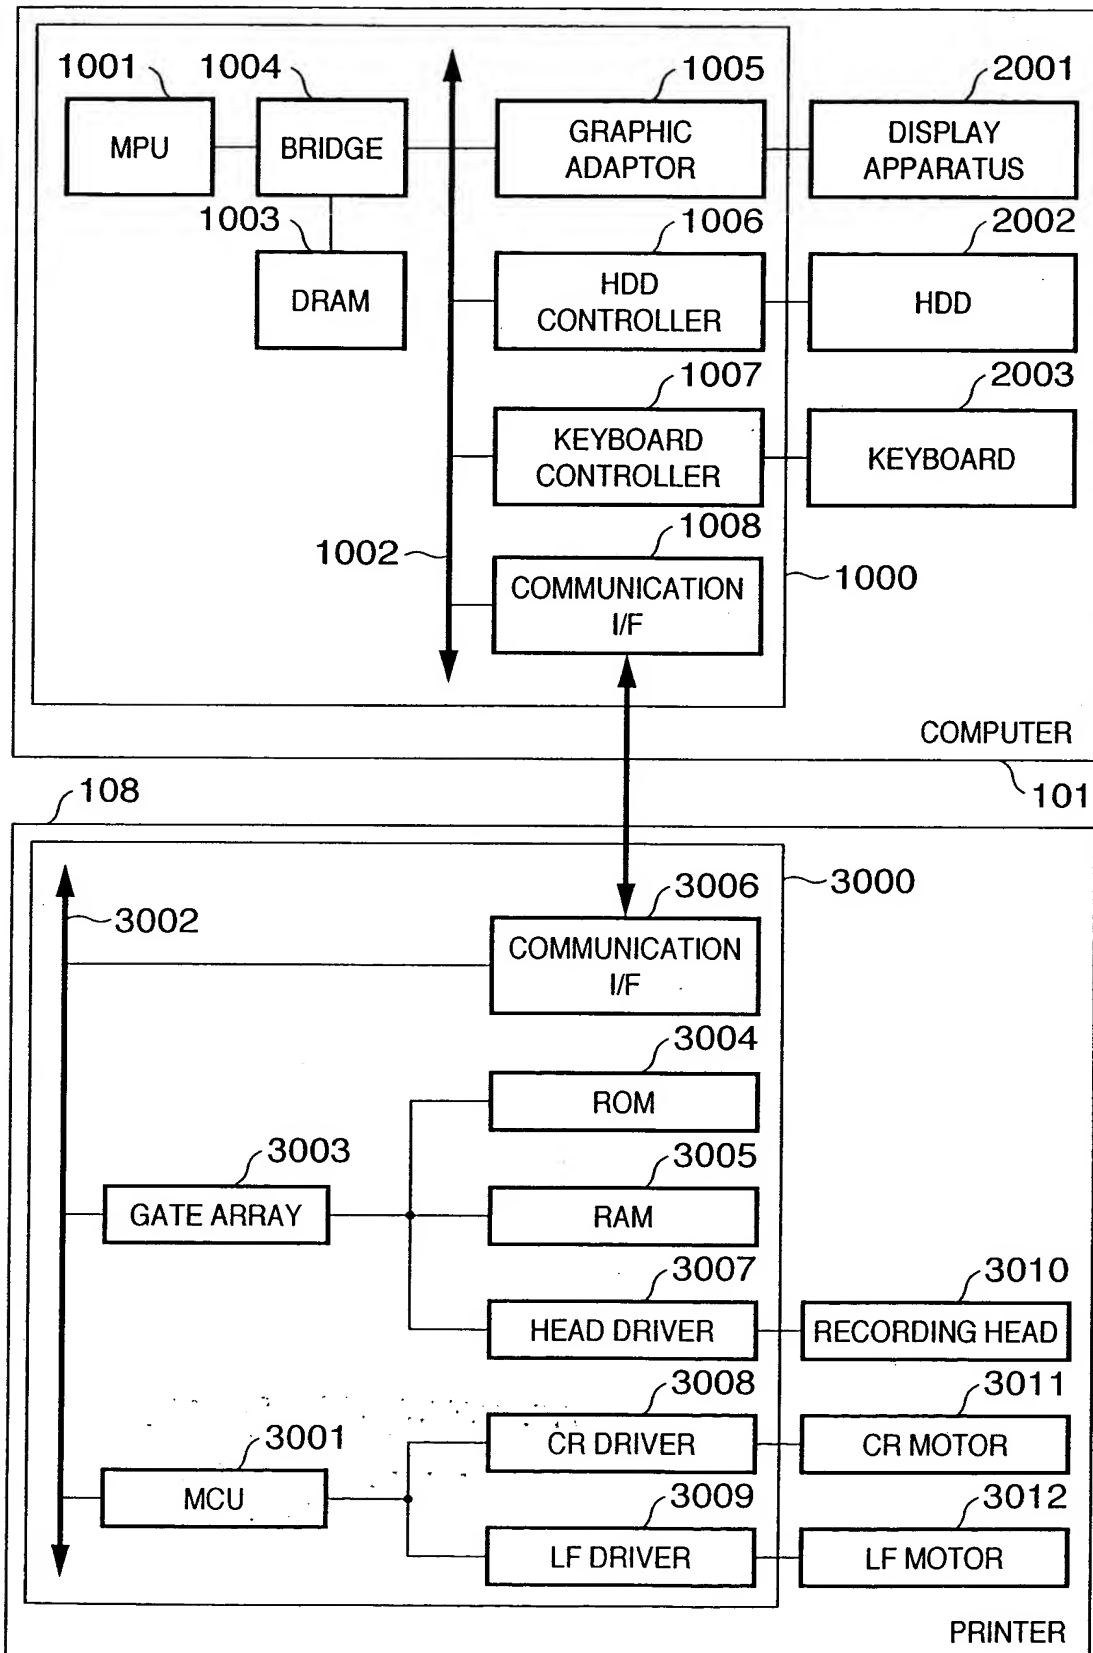 1001
1004
1005
2001
MPU
BRIDGE
GRAPHIC
ADAPTOR
DISPLAY
APPARATUS
1003
1006
2002
DRAM
HDD
CONTROLLER
HDD
1007
2003
KEYBOARD
CONTROLLER
KEYBOARD
1002
1008
1000
COMMUNICATION
I/F
COMPUTER
108
101
3000
3002
3006
COMMUNICATION
I/F
3004
ROM
3003
3005
GATE ARRAY
RAM
3007
3010
HEAD DRIVER
RECORDING HEAD
3008
3011
3001
CR DRIVER
CR MOTOR
MCU
3009
3012
LF DRIVER
LF MOTOR
PRINTER